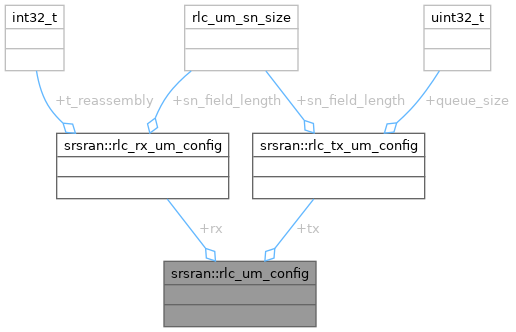 int32_t
rlc_um_sn_size
uint32_t
+t_reassembly
+sn_field_length
+sn_field_length
+queue_size
srsran::rlc_rx_um_config
srsran::rlc_tx_um_config
+rx
+tx
srsran::rlc_um_config